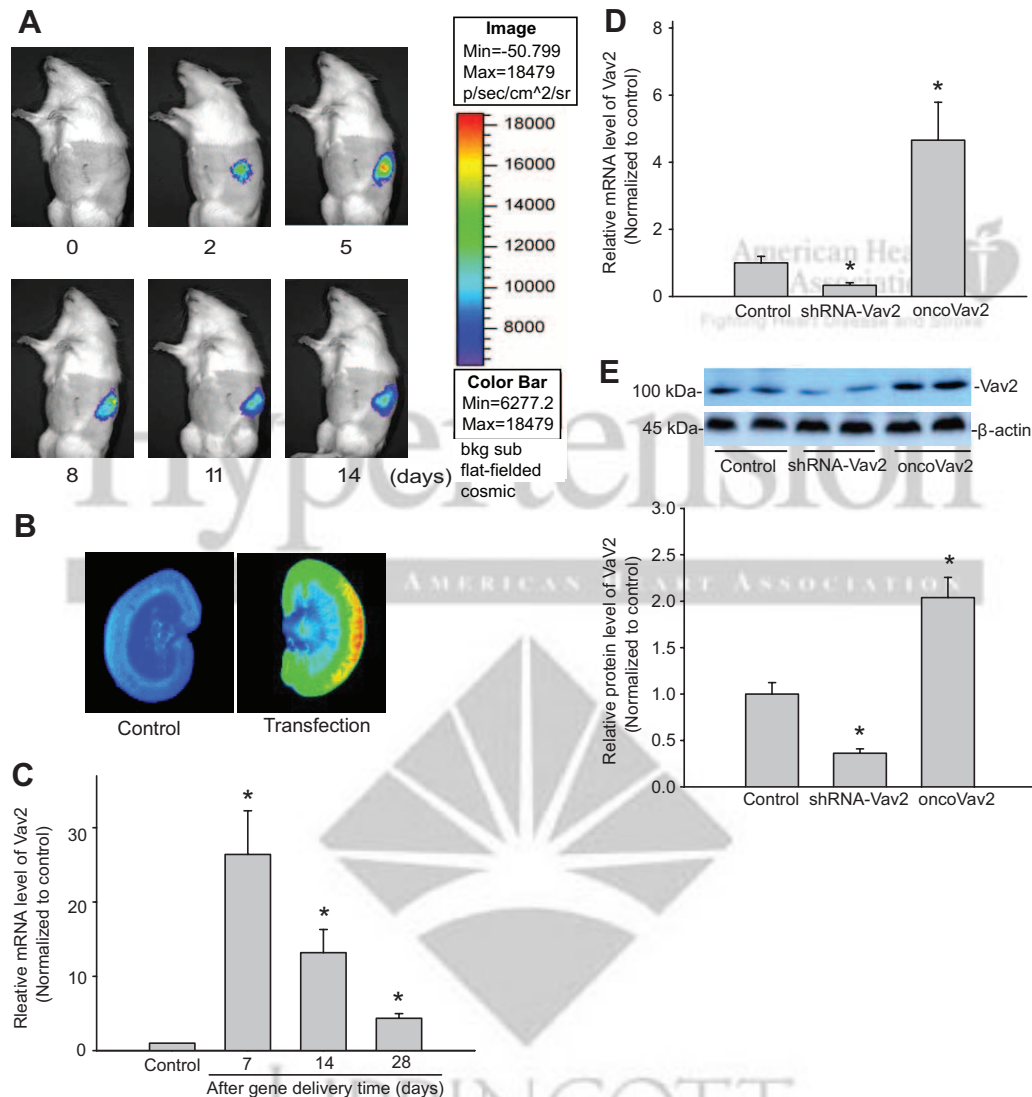 A
0
2
5
8
11
14
(days)
Image
Min=-50.799
Max=18479
p/sec/cm^2/sr
18000
16000
14000
12000
10000
8000
Color Bar
Min=6277.2
Max=18479
bkg sub
flat-fielded
cosmic
B
Control
Transfection
C
Rleative mRNA level of Vav2
(Normalized to control)
30
20
10
0
Control
7
14
28
After gene delivery time (days)
*
*
*
D
Relative mRNA level of Vav2
(Normalized to control)
8
6
4
2
0
*
*
Control
shRNA-Vav2
oncoVav2
E
100 kDa-
-Vav2
45 kDa-
-β-actin
Control
shRNA-Vav2
oncoVav2
Relative protein level of VaV2
(Normalized to control)
3.0
2.5
2.0
1.5
1.0
0.5
0.0
*
*
Control
shRNA-Vav2
oncoVav2
American Hea
Association
Fighting Heart Disease and Stroke
Hypertension
AMERICAN HEART ASSOCIATION